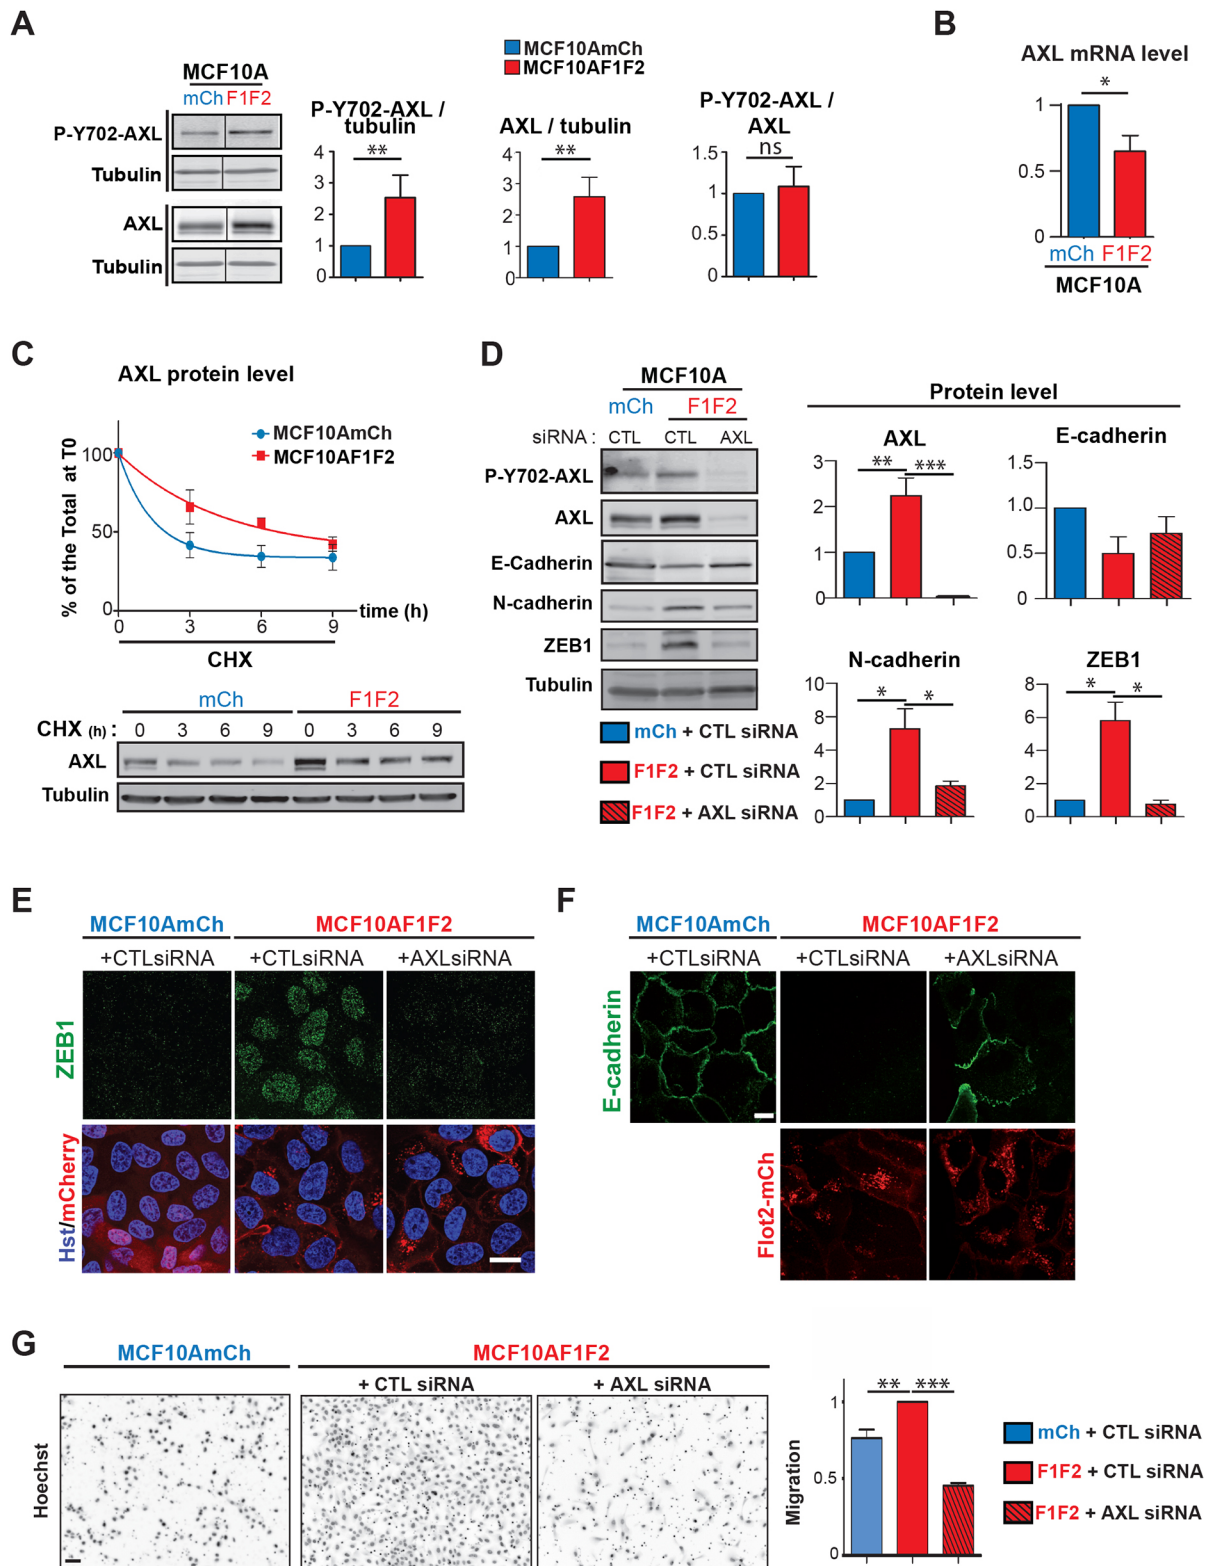 A
MCF10AmCh
MCF10AF1F2
MCF10A
mCh F1F2
P-Y702-AXL
Tubulin
AXL
Tubulin
P-Y702-AXL /
tubulin
**
4
3
2
1
0
AXL / tubulin
**
4
3
2
1
0
P-Y702-AXL /
AXL
ns
1.5
1
0.5
0
B
AXL mRNA level
*
1
0.5
0
mCh F1F2
MCF10A
C
AXL protein level
MCF10AmCh
MCF10AF1F2
% of the Total at T0
100
50
0
0 3 6 9
time (h)
CHX
mCh F1F2
CHX (h) : 0 3 6 9 0 3 6 9
AXL
Tubulin
D
MCF10A
mCh F1F2
siRNA : CTL CTL AXL
P-Y702-AXL
AXL
E-Cadherin
N-cadherin
ZEB1
Tubulin
mCh + CTL siRNA
F1F2 + CTL siRNA
F1F2 + AXL siRNA
Protein level
AXL
** ***
3
2
1
0
E-cadherin
1.5
1.0
0.5
0
N-cadherin
* *
10
8
6
4
2
0
ZEB1
* *
8
6
4
2
0
E
MCF10AmCh MCF10AF1F2
+CTLsiRNA +CTLsiRNA +AXLsiRNA
ZEB1
Hst/mCherry
F
MCF10AmCh MCF10AF1F2
+CTLsiRNA +CTLsiRNA +AXLsiRNA
E-cadherin
Flot2-mCh
G
MCF10AmCh MCF10AF1F2
+ CTL siRNA + AXL siRNA
Hoechst
Migration
** ***
1
0.5
0
mCh + CTL siRNA
F1F2 + CTL siRNA
F1F2 + AXL siRNA